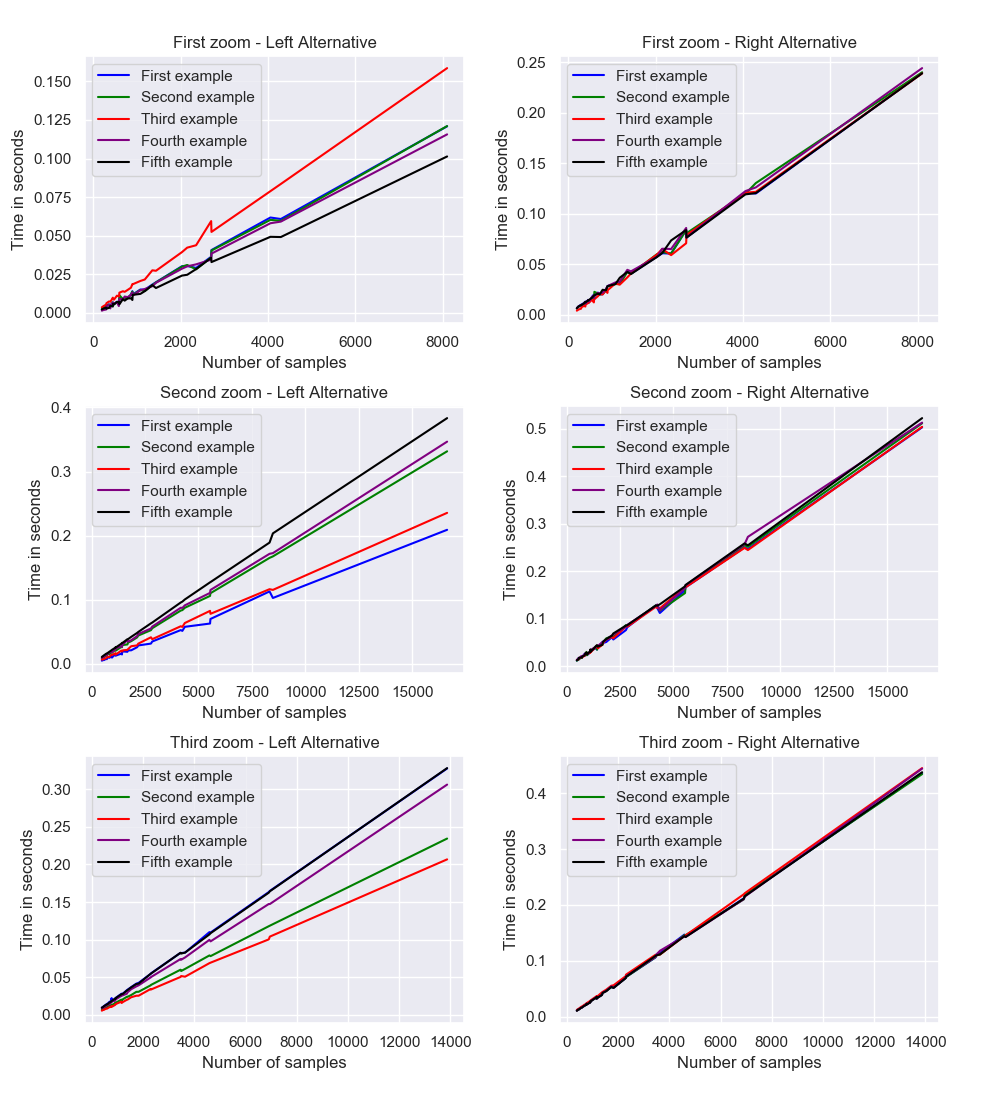 First zoom - Left Alternative
First example
Second example
Third example
Fourth example
Fifth example
Time in seconds
0.150
0.125
0.100
0.075
0.050
0.025
0.000
0 2000 4000 6000 8000
Number of samples
First zoom - Right Alternative
First example
Second example
Third example
Fourth example
Fifth example
Time in seconds
0.25
0.20
0.15
0.10
0.05
0.00
0 2000 4000 6000 8000
Number of samples
Second zoom - Left Alternative
First example
Second example
Third example
Fourth example
Fifth example
Time in seconds
0.4
0.3
0.2
0.1
0.0
0 2500 5000 7500 10000 12500 15000
Number of samples
Second zoom - Right Alternative
First example
Second example
Third example
Fourth example
Fifth example
Time in seconds
0.5
0.4
0.3
0.2
0.1
0.0
0 2500 5000 7500 10000 12500 15000
Number of samples
Third zoom - Left Alternative
First example
Second example
Third example
Fourth example
Fifth example
Time in seconds
0.30
0.25
0.20
0.15
0.10
0.05
0.00
0 2000 4000 6000 8000 10000 12000 14000
Number of samples
Third zoom - Right Alternative
First example
Second example
Third example
Fourth example
Fifth example
Time in seconds
0.4
0.3
0.2
0.1
0.0
0 2000 4000 6000 8000 10000 12000 14000
Number of samples